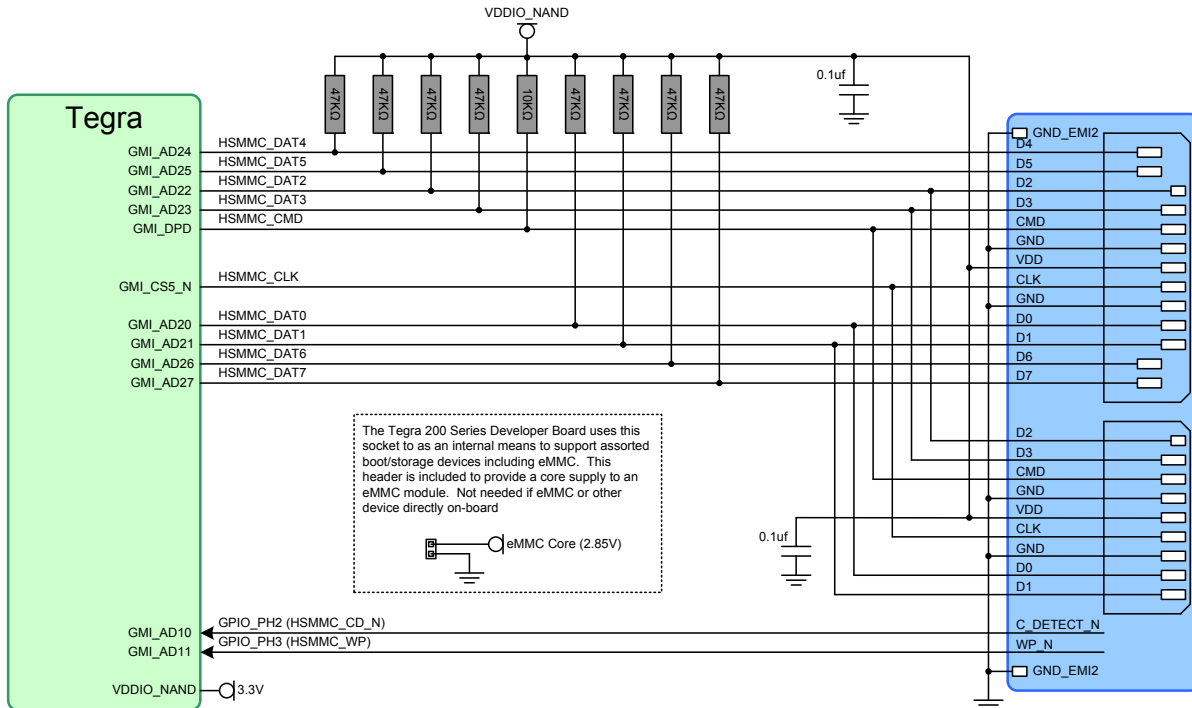 VDDIO_NAND
0.1uf
47KΩ
47KΩ
47KΩ
47KΩ
10KΩ
47KΩ
47KΩ
47KΩ
47KΩ
Tegra
GMI_AD24
HSMMC_DAT4
GMI_AD25
HSMMC_DAT5
GMI_AD22
HSMMC_DAT2
GMI_AD23
HSMMC_DAT3
GMI_DPD
HSMMC_CMD
GMI_CS5_N
HSMMC_CLK
GMI_AD20
HSMMC_DAT0
GMI_AD21
HSMMC_DAT1
GMI_AD26
HSMMC_DAT6
GMI_AD27
HSMMC_DAT7
GND_EMI2
D4
D5
D2
D3
CMD
GND
VDD
CLK
GND
D0
D1
D6
D7
The Tegra 200 Series Developer Board uses this
socket to as an internal means to support assorted
boot/storage devices including eMMC. This
header is included to provide a core supply to an
eMMC module. Not needed if eMMC or other
device directly on-board
eMMC Core (2.85V)
0.1uf
D2
D3
CMD
GND
VDD
CLK
GND
D0
D1
GMI_AD10
GPIO_PH2 (HSMMC_CD_N)
C_DETECT_N
GMI_AD11
GPIO_PH3 (HSMMC_WP)
WP_N
GND_EMI2
VDDIO_NAND
3.3V